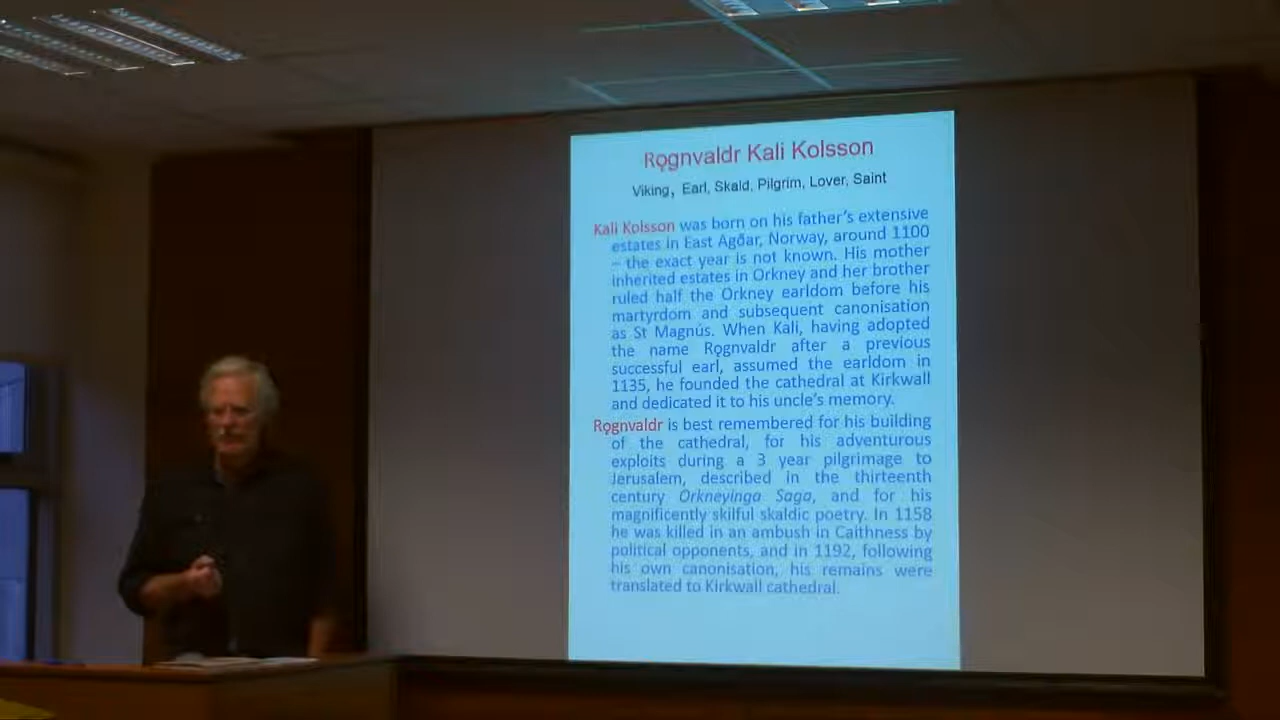 Rǫgnvaldr Kali Kolsson
Viking, Earl, Skald, Pilgrim, Lover, Saint
Kali Kolsson was born on his father's extensive
estates in East Agðar, Norway, around 1100
– the exact year is not known. His mother
inherited estates in Orkney and her brother
ruled half the Orkney earldom before his
martyrdom and subsequent canonisation
as St Magnús. When Kali, having adopted
the name Rǫgnvaldr after a previous
successful earl, assumed the earldom in
1135, he founded the cathedral at Kirkwall
and dedicated it to his uncle's memory.
Rǫgnvaldr is best remembered for his building
of the cathedral, for his adventurous
exploits during a 3 year pilgrimage to
Jerusalem, described in the thirteenth
century Orkneyinga Saga, and for his
magnificently skilful skaldic poetry. In 1158
he was killed in an ambush in Caithness by
political opponents, and in 1192, following
his own canonisation, his remains were
translated to Kirkwall cathedral.